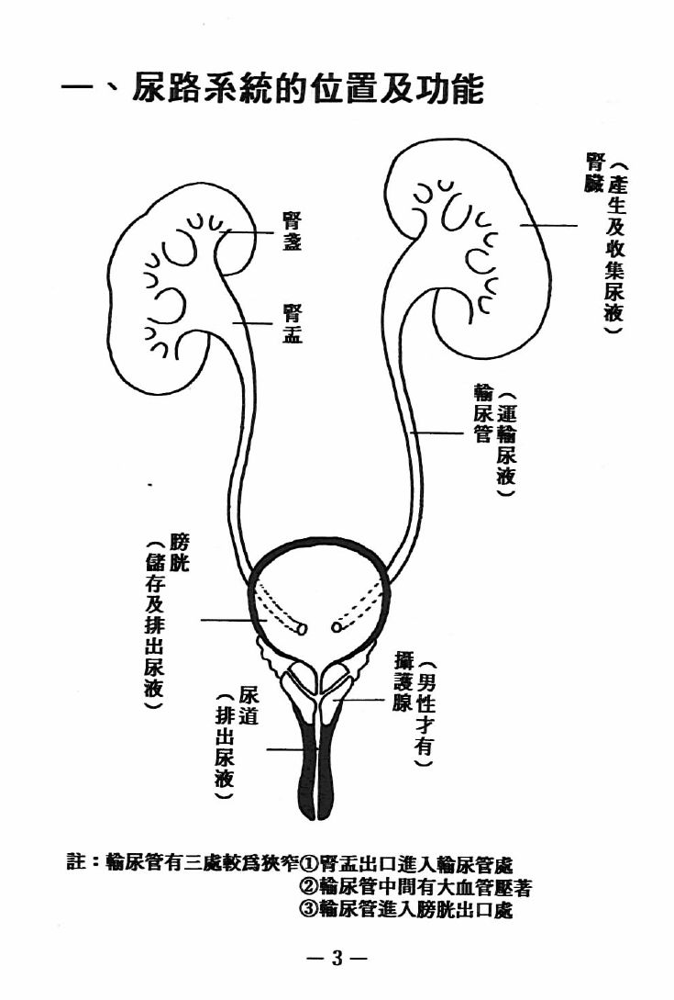 一、尿路系統的位置及功能
腎臟
（產生及收集尿液）
腎盞
腎盂
輸尿管
（運輸尿液）
膀胱
（儲存及排出尿液）
攝護腺
（男性才有）
尿道
（排出尿液）
註：輸尿管有三處較為狹窄①腎盂出口進入輸尿管處
②輸尿管中間有大血管壓著
③輸尿管進入膀胱出口處
— 3 —